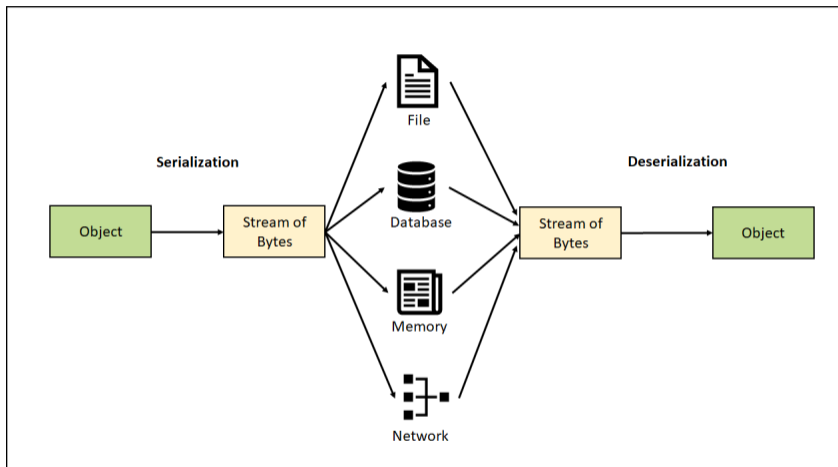 File
Serialization
Deserialization
Object
Stream of
Bytes
Database
Stream of
Bytes
Object
Memory
Network